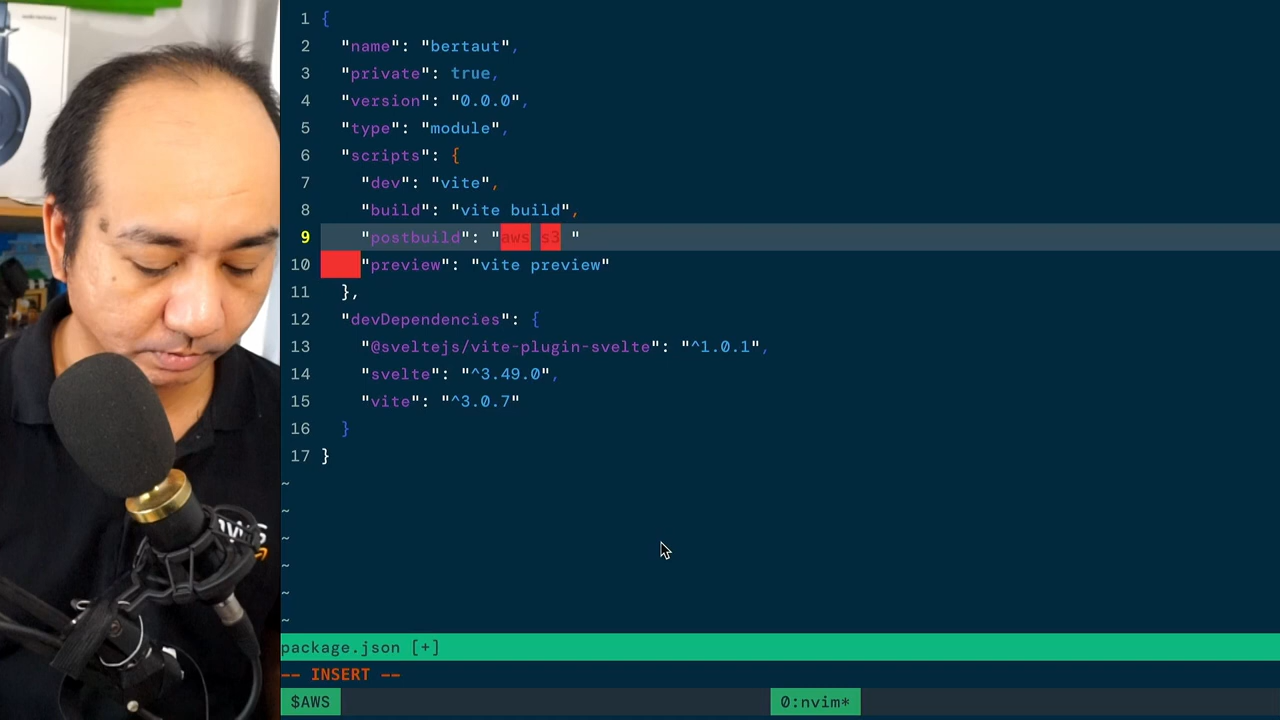 1 {
2 "name": "bertaut",
3 "private": true,
4 "version": "0.0.0",
5 "type": "module",
6 "scripts": {
7 "dev": "vite",
8 "build": "vite build",
9 "postbuild": "aws s3 "
10 "preview": "vite preview"
11 },
12 "devDependencies": {
13 "@sveltejs/vite-plugin-svelte": "^1.0.1",
14 "svelte": "^3.49.0",
15 "vite": "^3.0.7"
16 }
17 }
~
~
~
~
~
~
package.json [+]
-- INSERT --
$AWS 0:nvim*